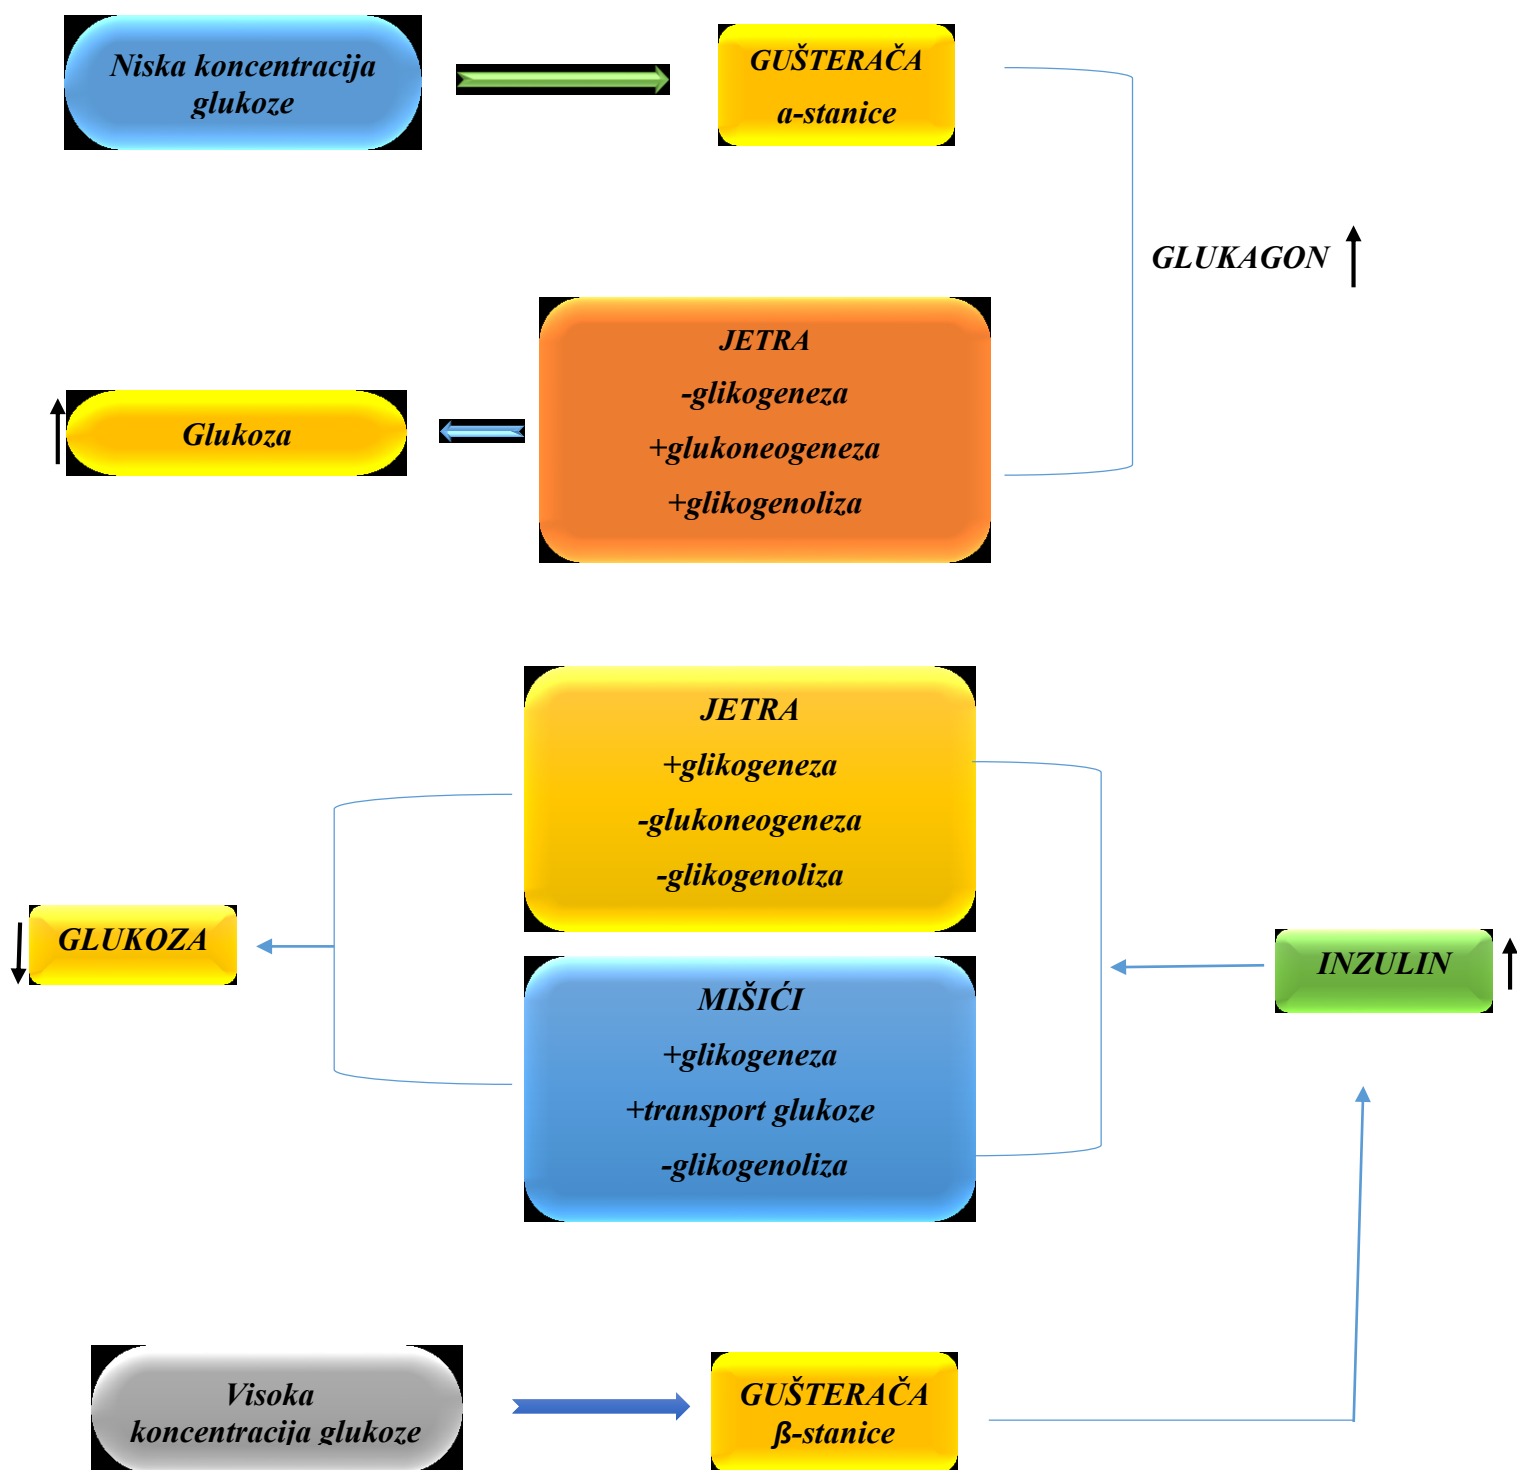 Niska koncentracija
glukoze
GUŠTERAČA
a-stanice
GLUKAGON
JETRA
-glikogeneza
+glukoneogeneza
+glikogenoliza
Glukoza
JETRA
+glikogeneza
-glukoneogeneza
-glikogenoliza
GLUKOZA
INZULIN
MIŠIĆI
+glikogeneza
+transport glukoze
-glikogenoliza
Visoka
koncentracija glukoze
GUŠTERAČA
ß-stanice